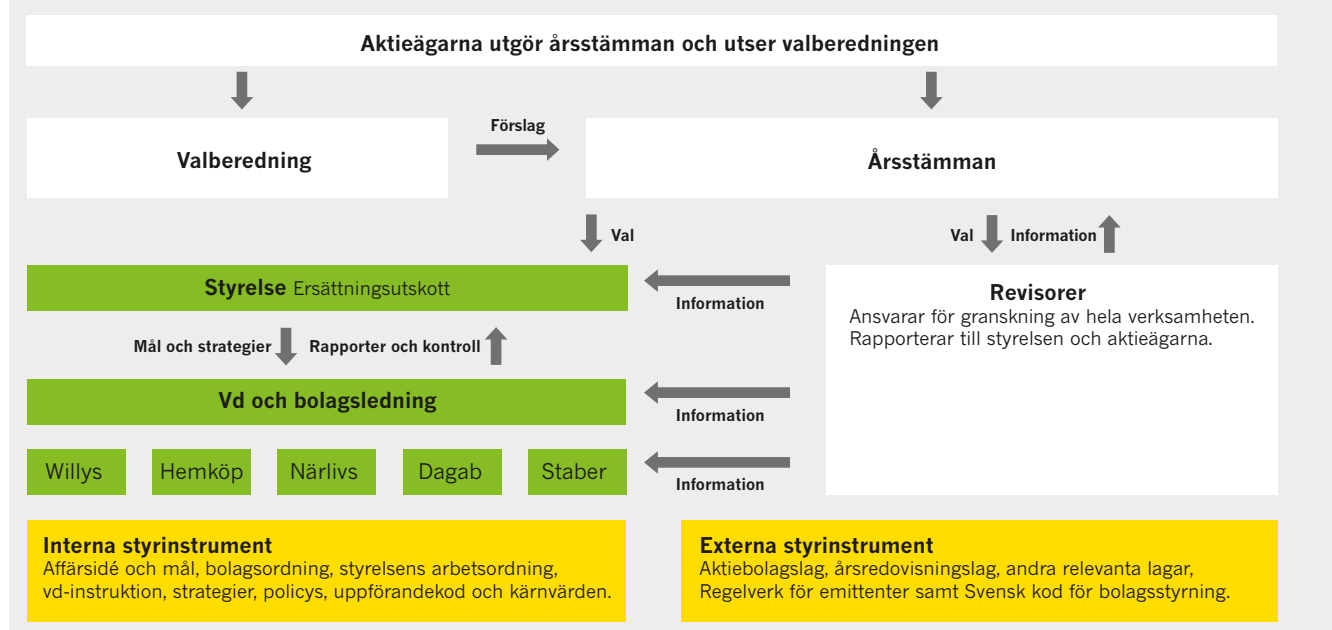 Aktieägarna utgör årsstämman och utser valberedningen
Valberedning
Förslag
Årsstämman
Val
Val
Information
Styrelse Ersättningsutskott
Information
Revisorer
Ansvarar för granskning av hela verksamheten.
Rapporterar till styrelsen och aktieägarna.
Mål och strategier
Rapporter och kontroll
Vd och bolagsledning
Information
Willys
Hemköp
Närlivs
Dagab
Staber
Information
Interna styrinstrument
Affärsidé och mål, bolagsordning, styrelsens arbetsordning,
vd-instruktion, strategier, policys, uppförandekod och kärnvärden.
Externa styrinstrument
Aktiebolagslag, årsredovisningslag, andra relevanta lagar,
Regelverk för emittenter samt Svensk kod för bolagsstyrning.